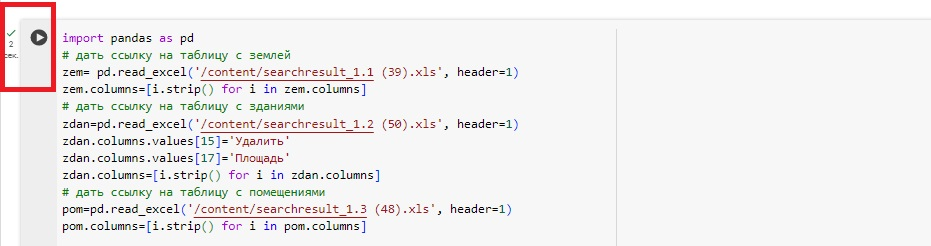 2
сек.
import pandas as pd
# дать ссылку на таблицу с землей
zem= pd.read_excel('/content/searchresult_1.1 (39).xls', header=1)
zem.columns=[i.strip() for i in zem.columns]
# дать ссылку на таблицу с зданиями
zdan=pd.read_excel('/content/searchresult_1.2 (50).xls', header=1)
zdan.columns.values[15]='Удалить'
zdan.columns.values[17]='Площадь'
zdan.columns=[i.strip() for i in zdan.columns]
# дать ссылку на таблицу с помещениями
pom=pd.read_excel('/content/searchresult_1.3 (48).xls', header=1)
pom.columns=[i.strip() for i in pom.columns]